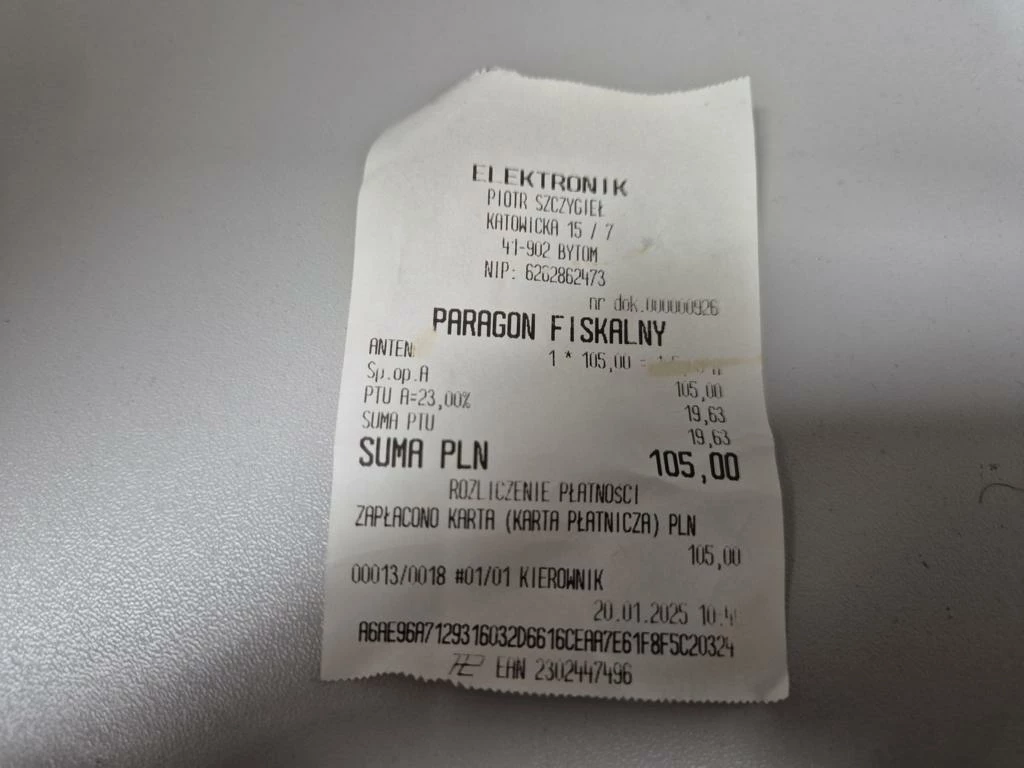 ELEKTRONIK
PIOTR SZCZYGIEŁ
KATOWICKA 15 / 7
41-902 BYTOM
NIP: 6262862473
nr dok.000000926
PARAGON FISKALNY
1 * 105,00 =
Sp.op.A 105,00
PTU A=23,00% 19,63
SUMA PTU 19,63
SUMA PLN 105,00
ROZLICZENIE PŁATNOŚCI
ZAPŁACONO KARTA (KARTA PŁATNICZA) PLN
105,00
00013/0018 #01/01 KIEROWNIK
20.01.2025
A6AE96A7129316032D6616CEAA7E61F8F5C20324
EAN 2302447496